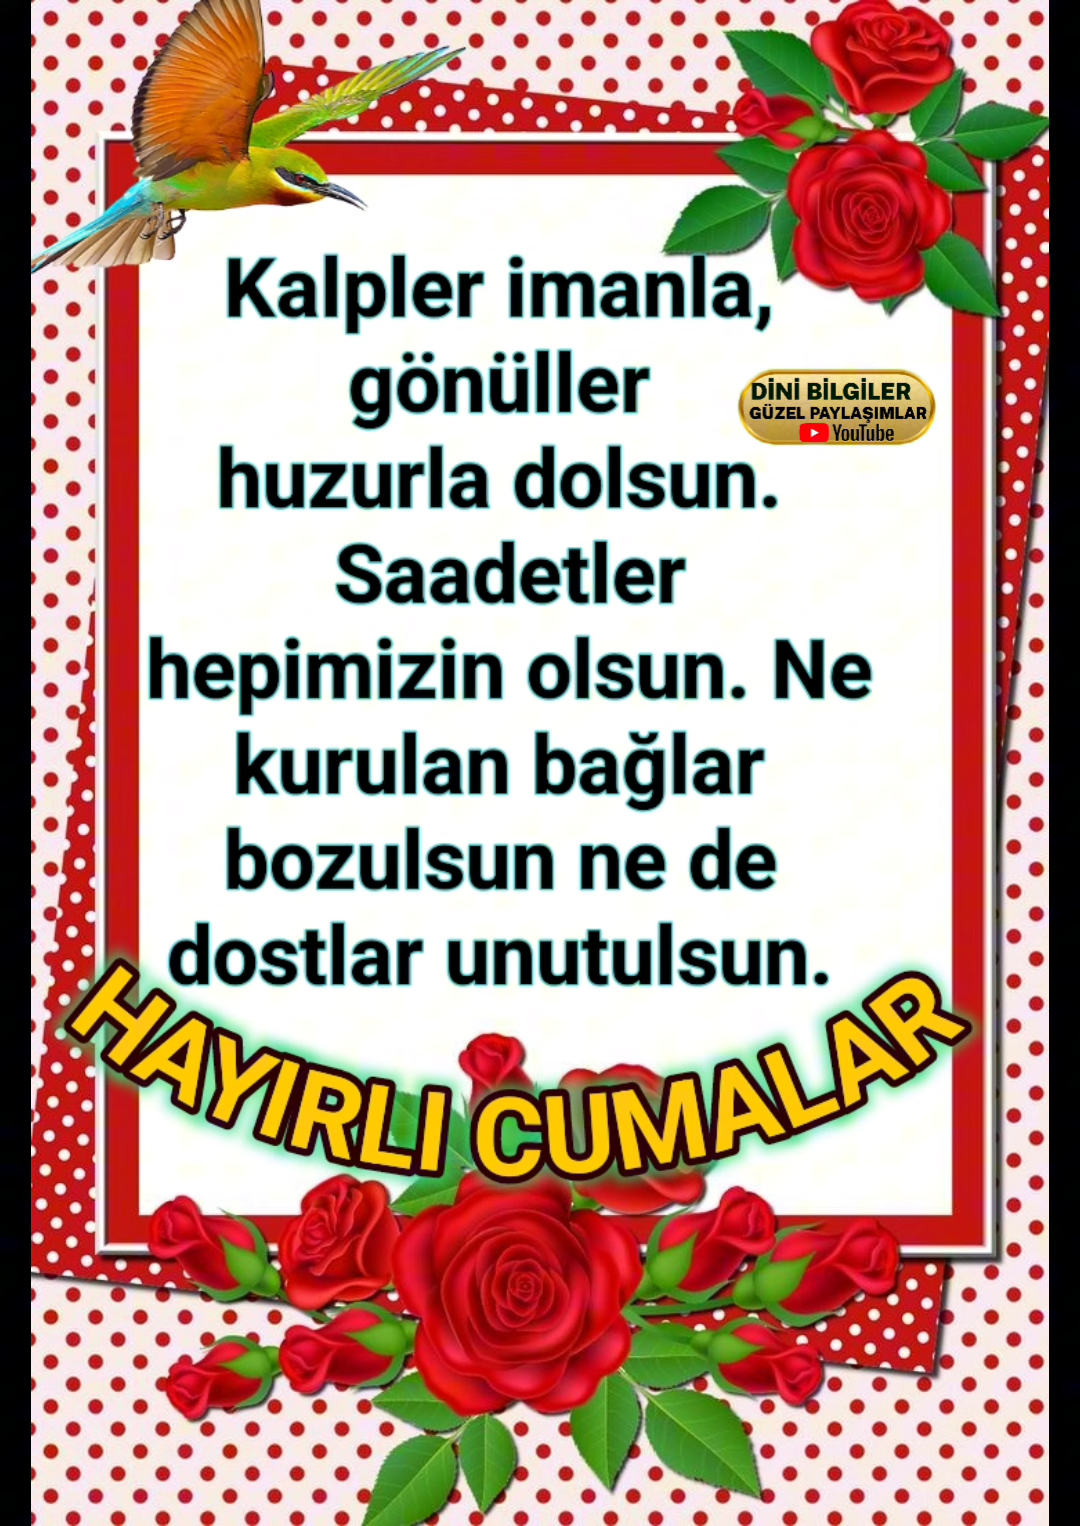 Kalpler imanla,
gönüller
DİNİ BİLGİLER
GÜZEL PAYLAŞIMLAR
YouTube
huzurla dolsun.
Saadetler
hepimizin olsun. Ne
kurulan bağlar
bozulsun ne de
dostlar unutulsun.
HAYIRLI CUMALAR